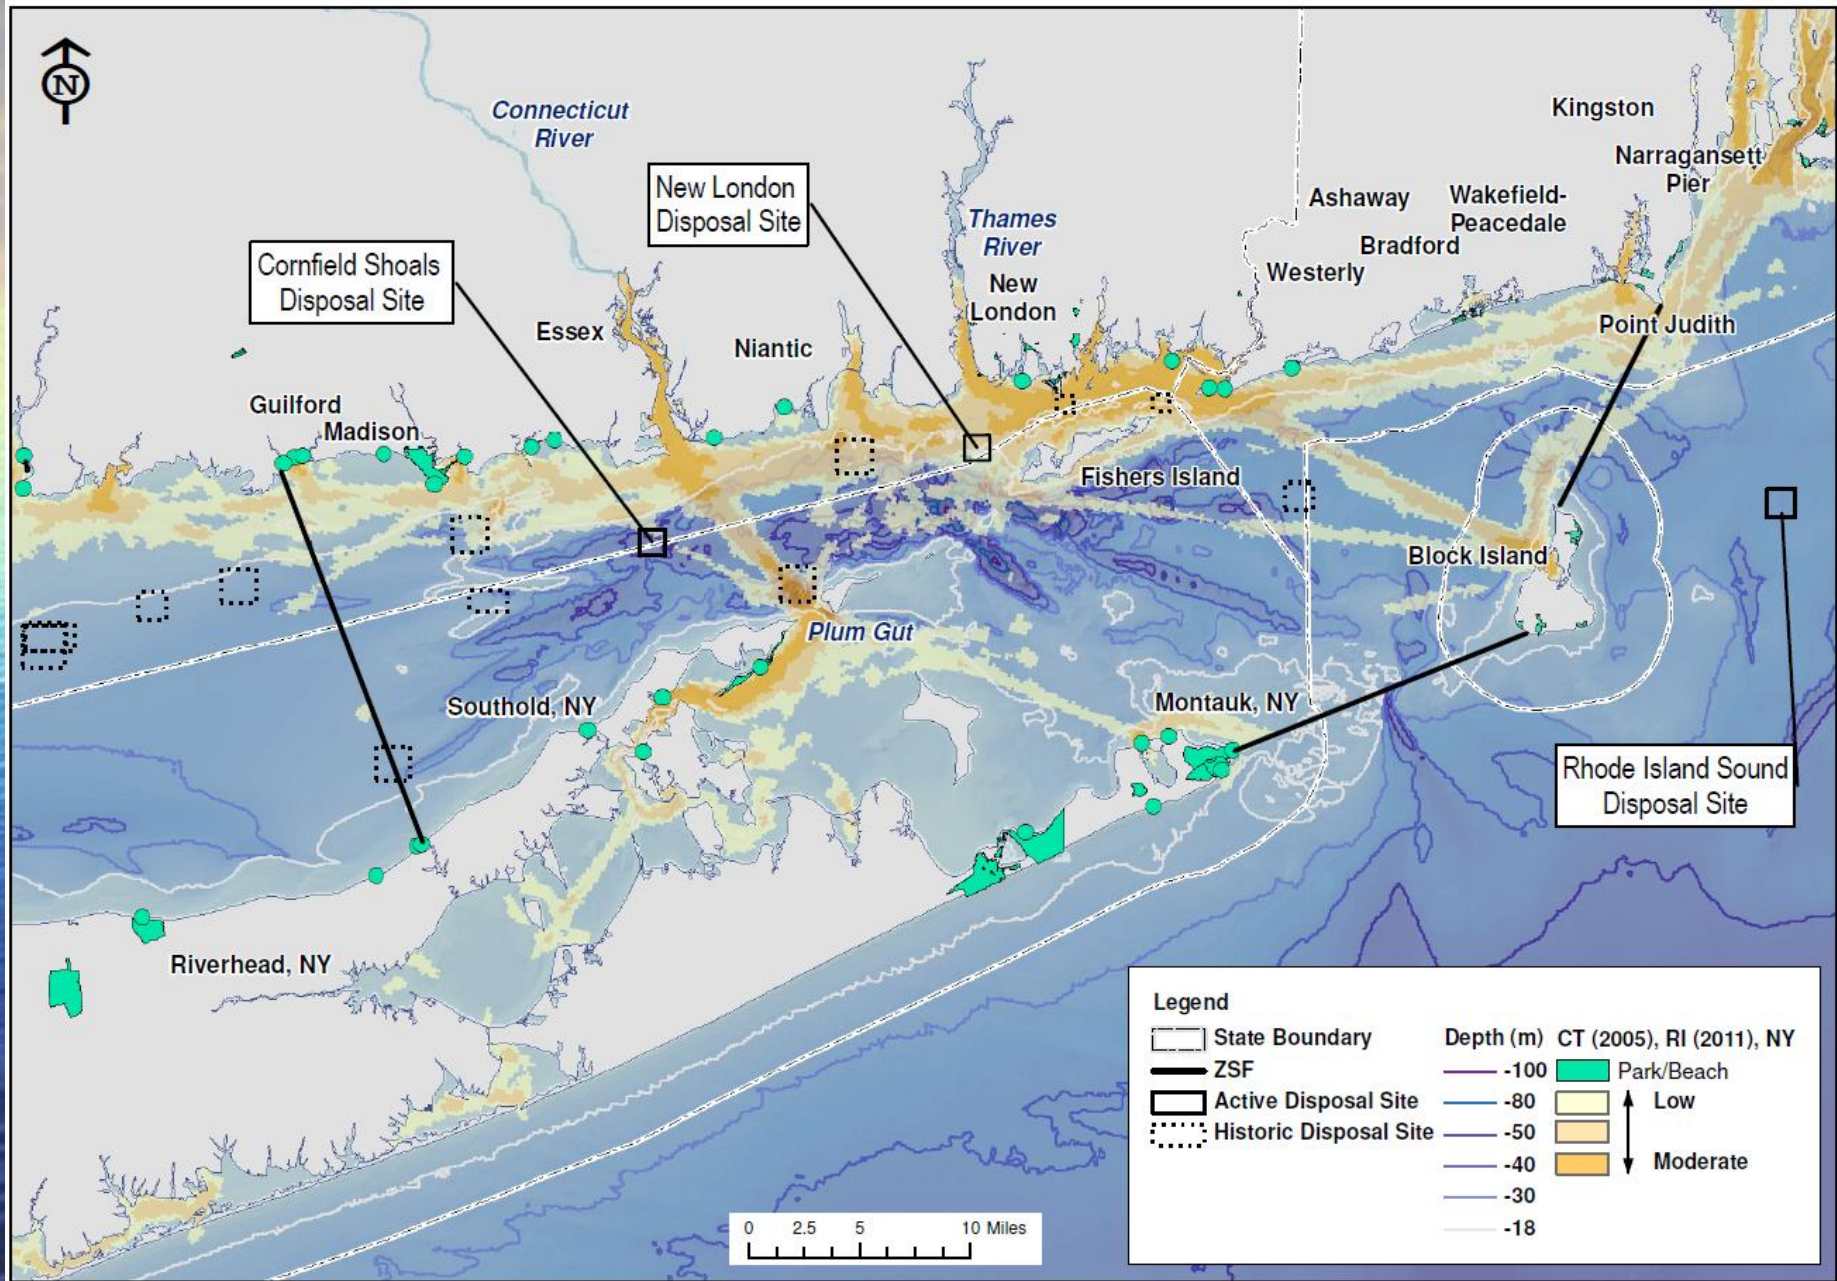 N
Connecticut
River
New London
Disposal Site
Cornfield Shoals
Disposal Site
Thames
River
New
London
Kingston
Narragansett
Pier
Ashaway
Wakefield-
Peacedale
Bradford
Westerly
Point Judith
Essex
Niantic
Guilford
Madison
Fishers Island
Block Island
Plum Gut
Southold, NY
Montauk, NY
Rhode Island Sound
Disposal Site
Riverhead, NY
Legend
State Boundary
ZSF
Active Disposal Site
Historic Disposal Site
Depth (m)
-100
-80
-50
-40
-30
-18
CT (2005), RI (2011), NY
Park/Beach
Low
Moderate
0 2.5 5 10 Miles